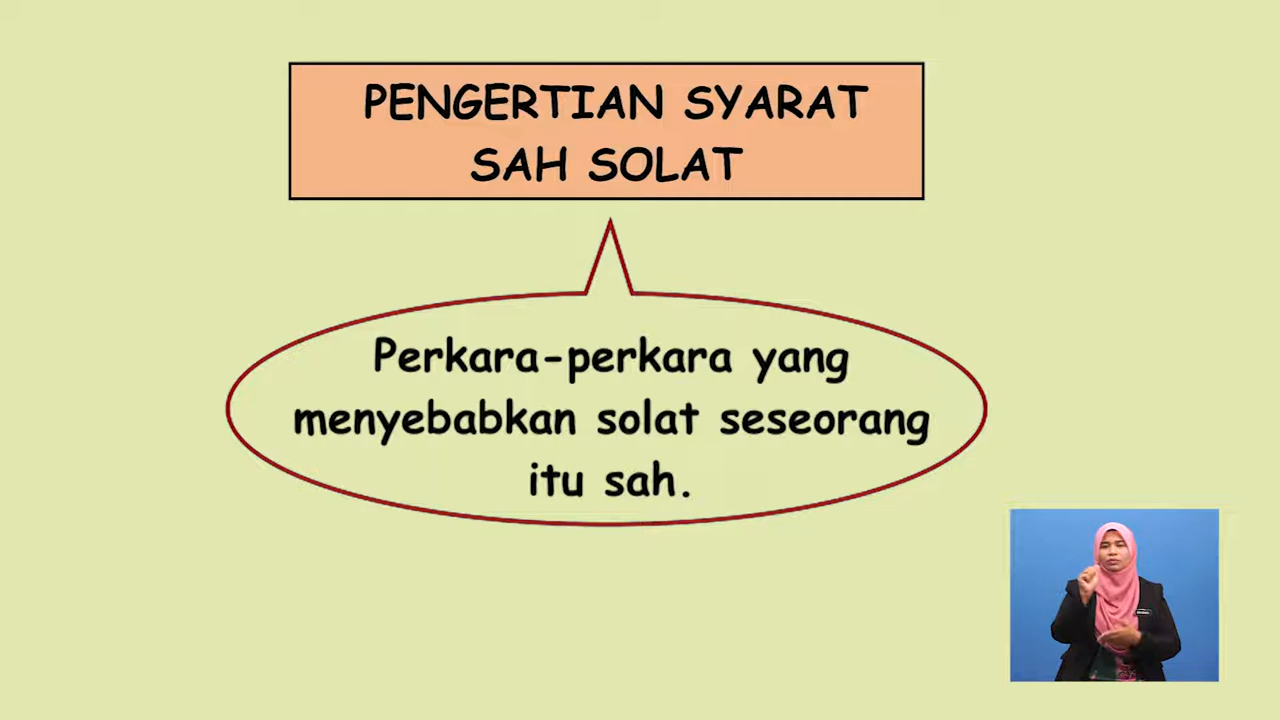 PENGERTIAN SYARAT
SAH SOLAT
Perkara-perkara yang
menyebabkan solat seseorang
itu sah.